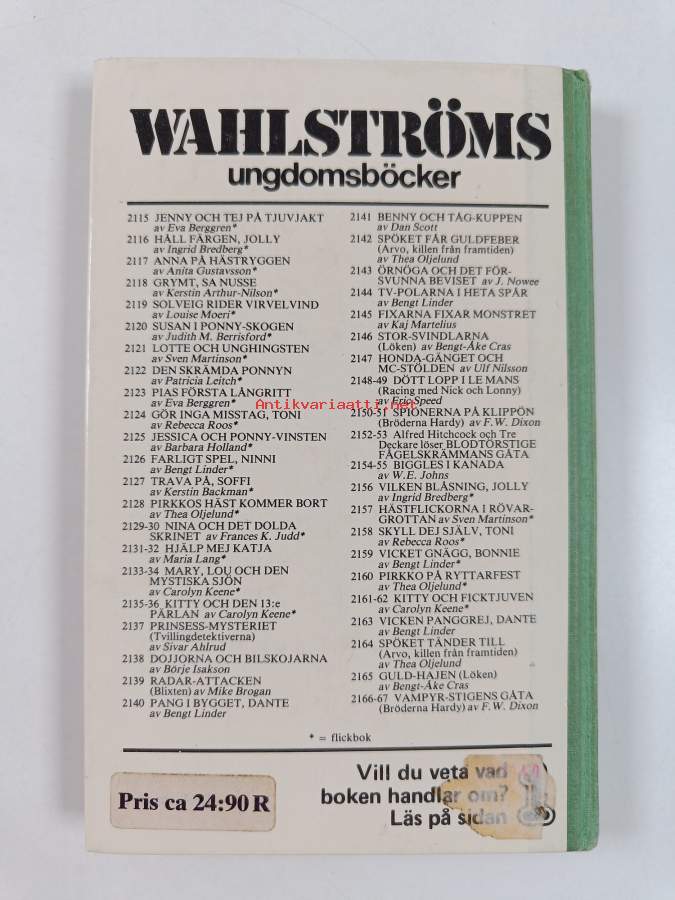 WAHLSTRÖMS
ungdomsböcker
2115 JENNY OCH TEJ PÅ TJUVJAKT
av Eva Berggren*
2116 HÅLL FÄRGEN, JOLLY
av Ingrid Bredberg*
2117 ANNA PÅ HÄSTRYGGEN
av Anita Gustavsson*
2118 GRYMT, SA NUSSE
av Kerstin Arthur-Nilson*
2119 SOLVEIG RIDER VIRVELVIND
av Louise Moeri*
2120 SUSAN I PONNY-SKOGEN
av Judith M. Berrisford*
2121 LOTTE OCH UNGHINGSTEN
av Sven Martinson*
2122 DEN SKRÄMDA PONNYN
av Patricia Leitch*
2123 PIAS FÖRSTA LÅNGRITT
av Eva Berggren*
2124 GÖR INGA MISSTAG, TONI
av Rebecca Roos*
2125 JESSICA OCH PONNY-VINSTEN
av Barbara Holland*
2126 FARLIGT SPEL, NINNI
av Bengt Linder*
2127 TRAVA PÅ, SOFFI
av Kerstin Backman*
2128 PIRKKOS HÄST KOMMER BORT
av Thea Oljelund*
2129-30 NINA OCH DET DOLDA
SKRINET av Frances K. Judd*
2131-32 HJÄLP MEJ KATJA
av Maria Lang*
2133-34 MARY, LOU OCH DEN
MYSTISKA SJÖN
av Carolyn Keene*
2135-36 KITTY OCH DEN 13:e
PÄRLAN av Carolyn Keene*
2137 PRINSESS-MYSTERIET
(Tvillingdetektiverna)
av Sivar Ahlrud
2138 DOJJORNA OCH BILSKOJARNA
av Börje Isakson
2139 RADAR-ATTACKEN
(Blixten) av Mike Brogan
2140 PANG I BYGGET, DANTE
av Bengt Linder
2141 BENNY OCH TÅG-KUPPEN
av Dan Scott
2142 SPÖKET FÅR GULDFEBER
(Arvo, killen från framtiden)
av Thea Oljelund
2143 ÖRNÖGA OCH DET FÖR-
SVUNNA BEVISET av J. Nowee
2144 TV-POLARNA I HETA SPÅR
av Bengt Linder
2145 FIXARNA FIXAR MONSTRET
av Kaj Martelius
2146 STOR-SVINDLARNA
(Löken) av Bengt-Åke Cras
2147 HONDA-GÄNGET OCH
MC-STÖLDEN av Ulf Nilsson
2148-49 DÖTT LOPP I LE MANS
(Racing med Nick och Lonny)
av Eric Speed
2150-51 SPIONERNA PÅ KLIPPÖN
(Bröderna Hardy) av F.W. Dixon
2152-53 Alfred Hitchcock och Tre
Deckare löser BLODTÖRSTIGE
FÅGELSKRÄMMANS GÅTA
2154-55 BIGGLES I KANADA
av W.E. Johns
2156 VILKEN BLÅSNING, JOLLY
av Ingrid Bredberg*
2157 HÄSTFLICKORNA I RÖVAR-
GROTTAN av Sven Martinson*
2158 SKYLL DEJ SJÄLV, TONI
av Rebecca Roos*
2159 VICKET GNÄGG, BONNIE
av Bengt Linder*
2160 PIRKKO PÅ RYTTARFEST
av Thea Oljelund*
2161-62 KITTY OCH FICKTJUVEN
av Carolyn Keene*
2163 VICKEN PANGGREJ, DANTE
av Bengt Linder
2164 SPÖKET TÄNDER TILL
(Arvo, killen från framtiden)
av Thea Oljelund
2165 GULD-HAJEN (Löken)
av Bengt-Åke Cras
2166-67 VAMPYR-STIGENS GÅTA
(Bröderna Hardy) av F.W. Dixon
* = flickbok
Antikvariaatti.net
Pris ca 24:90 R
Vill du veta vad
boken handlar om?
Läs på sidan